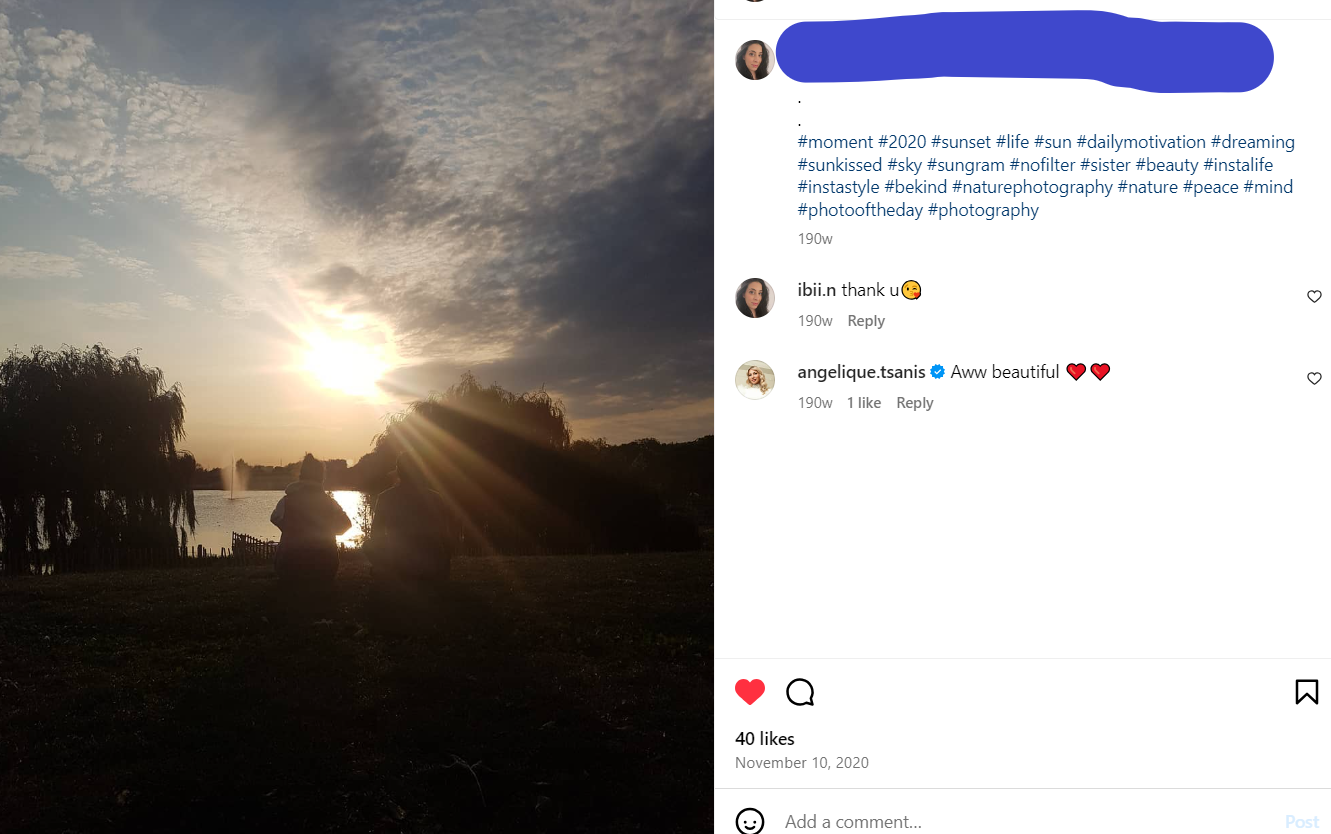 .
.
#moment #2020 #sunset #life #sun #dailymotivation #dreaming
#sunkissed #sky #sungram #nofilter #sister #beauty #instalife
#instastyle #bekind #naturephotography #nature #peace #mind
#photooftheday #photography
190w
ibii.n thank u😘
190w Reply
angelique.tsanis Aww beautiful ❤️❤️
190w 1 like Reply
40 likes
November 10, 2020
Add a comment...
Post